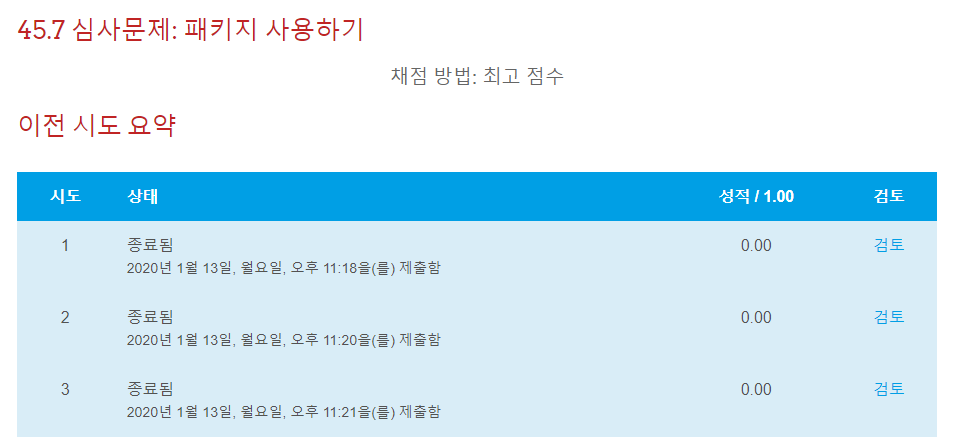 45.7 심사문제: 패키지 사용하기
채점 방법: 최고 점수
이전 시도 요약
시도 상태 성적 / 1.00 검토
1 종료됨 0.00 검토
2020년 1월 13일, 월요일, 오후 11:18을(를) 제출함
2 종료됨 0.00 검토
2020년 1월 13일, 월요일, 오후 11:20을(를) 제출함
3 종료됨 0.00 검토
2020년 1월 13일, 월요일, 오후 11:21을(를) 제출함